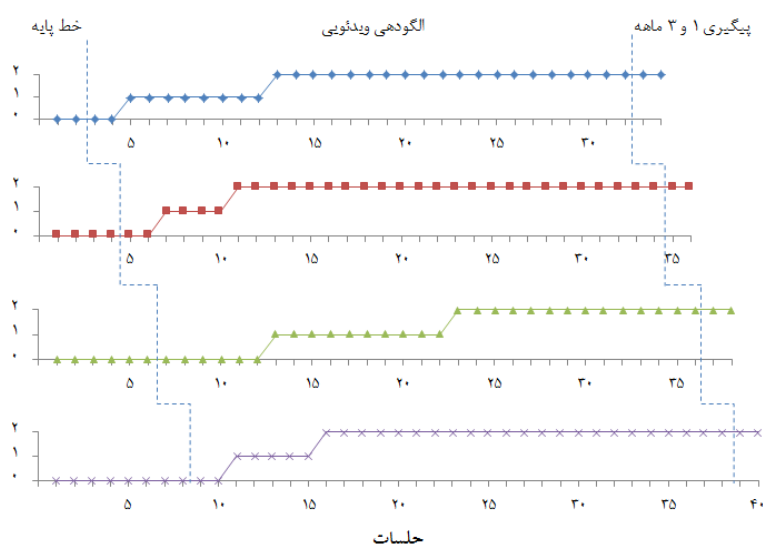 خط پایه
الگودهی ویدئویی
پیگیری ۱ و ۳ ماهه
۲
۱
۰
۵ ۱۰ ۱۵ ۲۰ ۲۵ ۳۰
۲
۱
۰
۵ ۱۰ ۱۵ ۲۰ ۲۵ ۳۰ ۳۵
۲
۱
۰
۵ ۱۰ ۱۵ ۲۰ ۲۵ ۳۰ ۳۵
۲
۱
۰
۵ ۱۰ ۱۵ ۲۰ ۲۵ ۳۰ ۳۵ ۴۰
جلسات